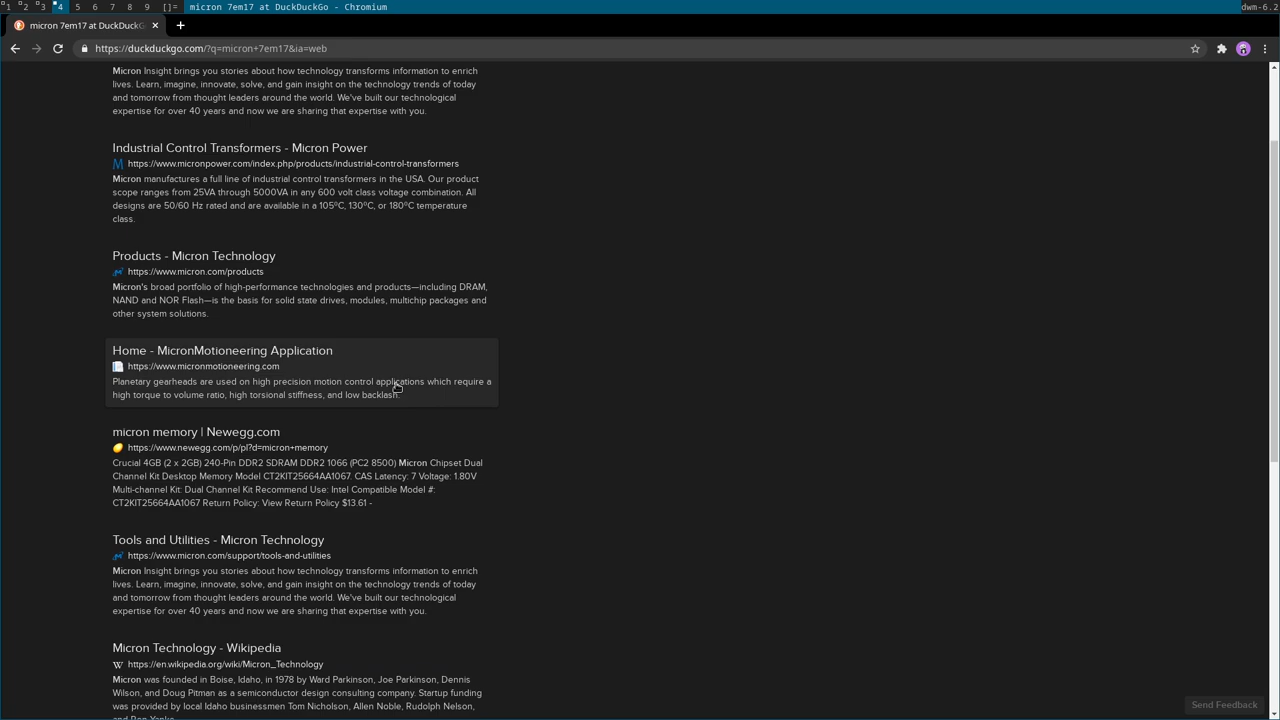 1 2 3 4 5 6 7 8 9 []= micron 7em17 at DuckDuckGo - Chromium dwm-6.2
micron 7em17 at DuckDuckG
https://duckduckgo.com/?q=micron+7em17&ia=web
Micron Insight brings you stories about how technology transforms information to enrich
lives. Learn, imagine, innovate, solve, and gain insight on the technology trends of today
and tomorrow from thought leaders around the world. We've built our technological
expertise for over 40 years and now we are sharing that expertise with you.
Industrial Control Transformers - Micron Power
https://www.micronpower.com/index.php/products/industrial-control-transformers
Micron manufactures a full line of industrial control transformers in the USA. Our product
scope ranges from 25VA through 5000VA in any 600 volt class voltage combination. All
designs are 50/60 Hz rated and are available in a 105ºC, 130ºC, or 180ºC temperature
class.
Products - Micron Technology
https://www.micron.com/products
Micron's broad portfolio of high-performance technologies and products—including DRAM,
NAND and NOR Flash—is the basis for solid state drives, modules, multichip packages and
other system solutions.
Home - MicronMotioneering Application
https://www.micronmotioneering.com
Planetary gearheads are used on high precision motion control applications which require a
high torque to volume ratio, high torsional stiffness, and low backlash.
micron memory | Newegg.com
https://www.newegg.com/p/pl?d=micron+memory
Crucial 4GB (2 x 2GB) 240-Pin DDR2 SDRAM DDR2 1066 (PC2 8500) Micron Chipset Dual
Channel Kit Desktop Memory Model CT2KIT25664AA1067. CAS Latency: 7 Voltage: 1.80V
Multi-channel Kit: Dual Channel Kit Recommend Use: Intel Compatible Model #:
CT2KIT25664AA1067 Return Policy: View Return Policy $13.61 -
Tools and Utilities - Micron Technology
https://www.micron.com/support/tools-and-utilities
Micron Insight brings you stories about how technology transforms information to enrich
lives. Learn, imagine, innovate, solve, and gain insight on the technology trends of today
and tomorrow from thought leaders around the world. We've built our technological
expertise for over 40 years and now we are sharing that expertise with you.
Micron Technology - Wikipedia
https://en.wikipedia.org/wiki/Micron_Technology
Micron was founded in Boise, Idaho, in 1978 by Ward Parkinson, Joe Parkinson, Dennis
Wilson, and Doug Pitman as a semiconductor design consulting company. Startup funding
was provided by local Idaho businessmen Tom Nicholson, Allen Noble, Rudolph Nelson,
and Ron Yanke.
Send Feedback